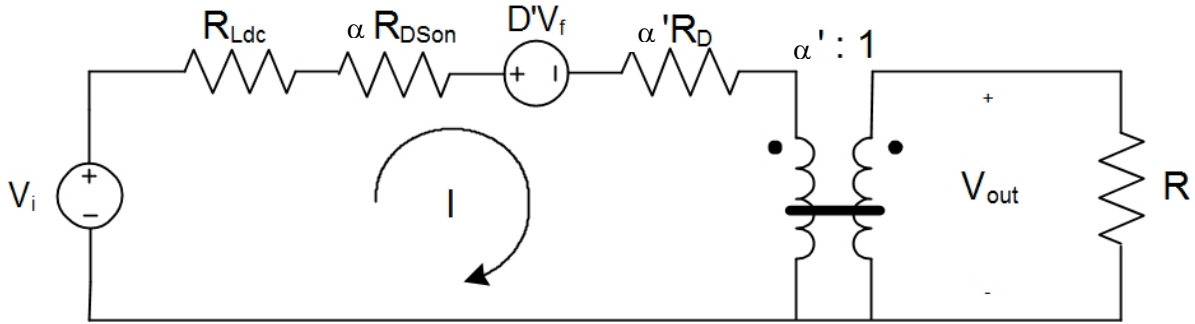 R_Ldc
α R_DSon
D'V_f
α'R_D
α' : 1
+ −
+
+
−
V_i
I
V_out
R
-